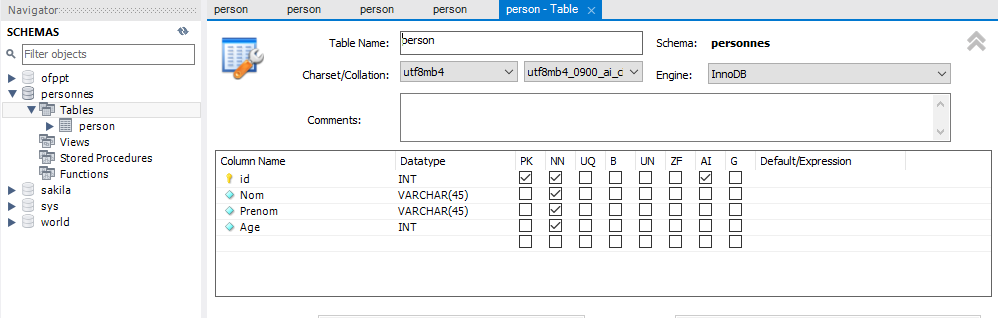 Navigator
person person person person person - Table ×
SCHEMAS
Filter objects
ofppt
personnes
Tables
person
Views
Stored Procedures
Functions
sakila
sys
world
Table Name: person Schema: personnes
Charset/Collation: utf8mb4 utf8mb4_0900_ai_c Engine: InnoDB
Comments:
Column Name Datatype PK NN UQ B UN ZF AI G Default/Expression
id INT
Nom VARCHAR(45)
Prenom VARCHAR(45)
Age INT